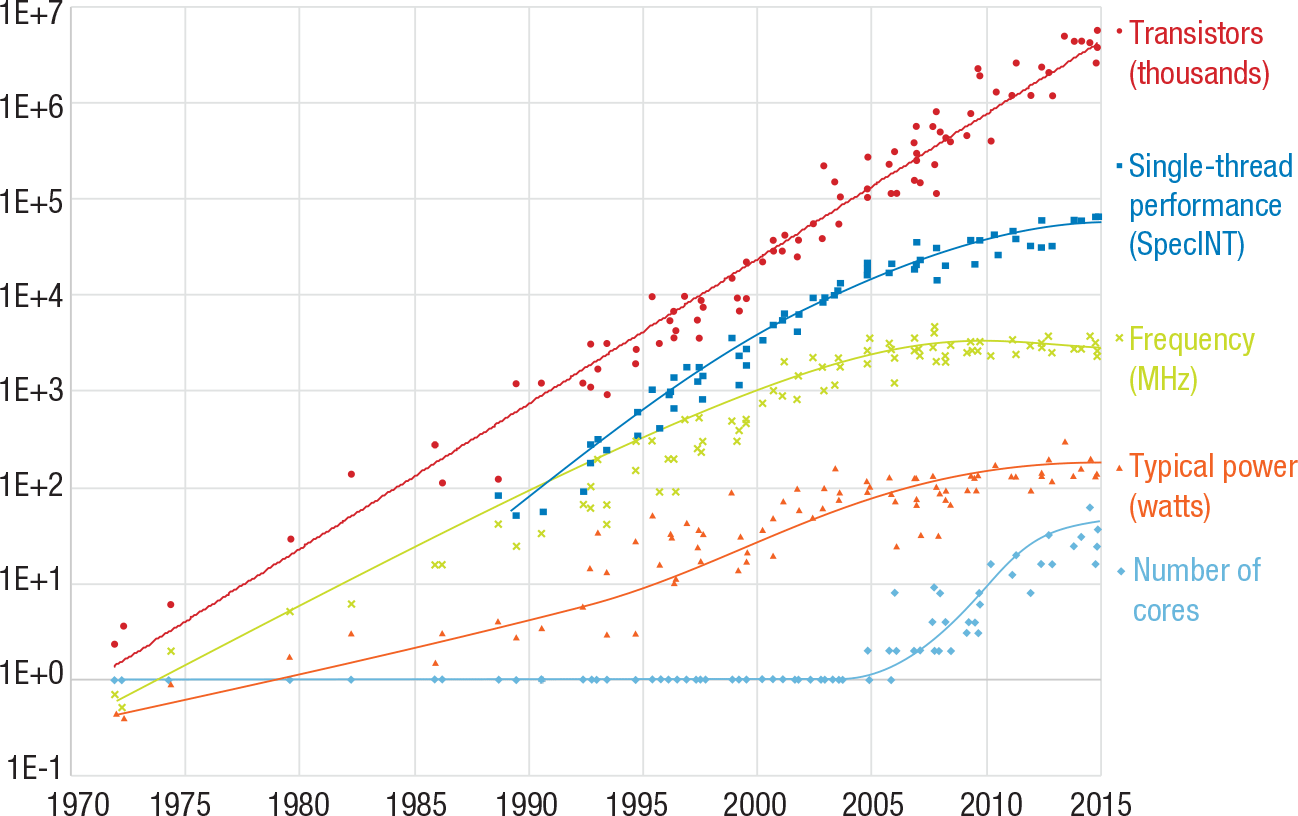 1E+7
1E+6
1E+5
1E+4
1E+3
1E+2
1E+1
1E+0
1E-1
1970 1975 1980 1985 1990 1995 2000 2005 2010 2015
Transistors
(thousands)
Single-thread
performance
(SpecINT)
Frequency
(MHz)
Typical power
(watts)
Number of
cores